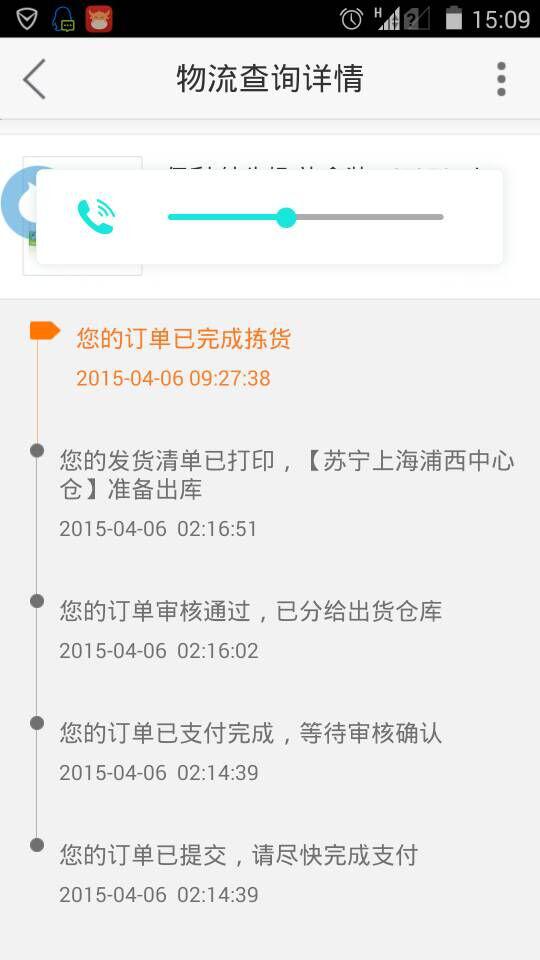 H
15:09
物流查询详情
您的订单已完成拣货
2015-04-06 09:27:38
您的发货清单已打印，【苏宁上海浦西中心
仓】准备出库
2015-04-06 02:16:51
您的订单审核通过，已分给出货仓库
2015-04-06 02:16:02
您的订单已支付完成，等待审核确认
2015-04-06 02:14:39
您的订单已提交，请尽快完成支付
2015-04-06 02:14:39